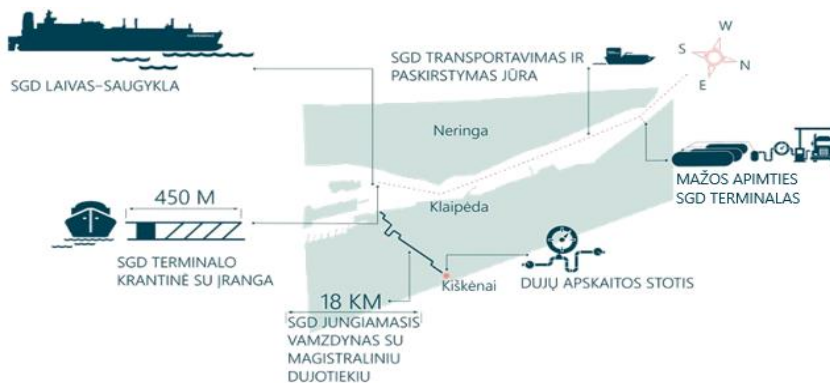 SGD LAIVAS-SAUGYKLA
SGD TRANSPORTAVIMAS IR
PASKIRSTYMAS JŪRA
W
S
N
E
Neringa
MAŽOS APIMTIES
SGD TERMINALAS
450 M
Klaipėda
SGD TERMINALO
KRANTINĖ SU ĮRANGA
Kiškėnai
DUJŲ APSKAITOS STOTIS
18 KM
SGD JUNGIAMASIS
VAMZDYNAS SU
MAGISTRALINIU
DUJOTIEKIU